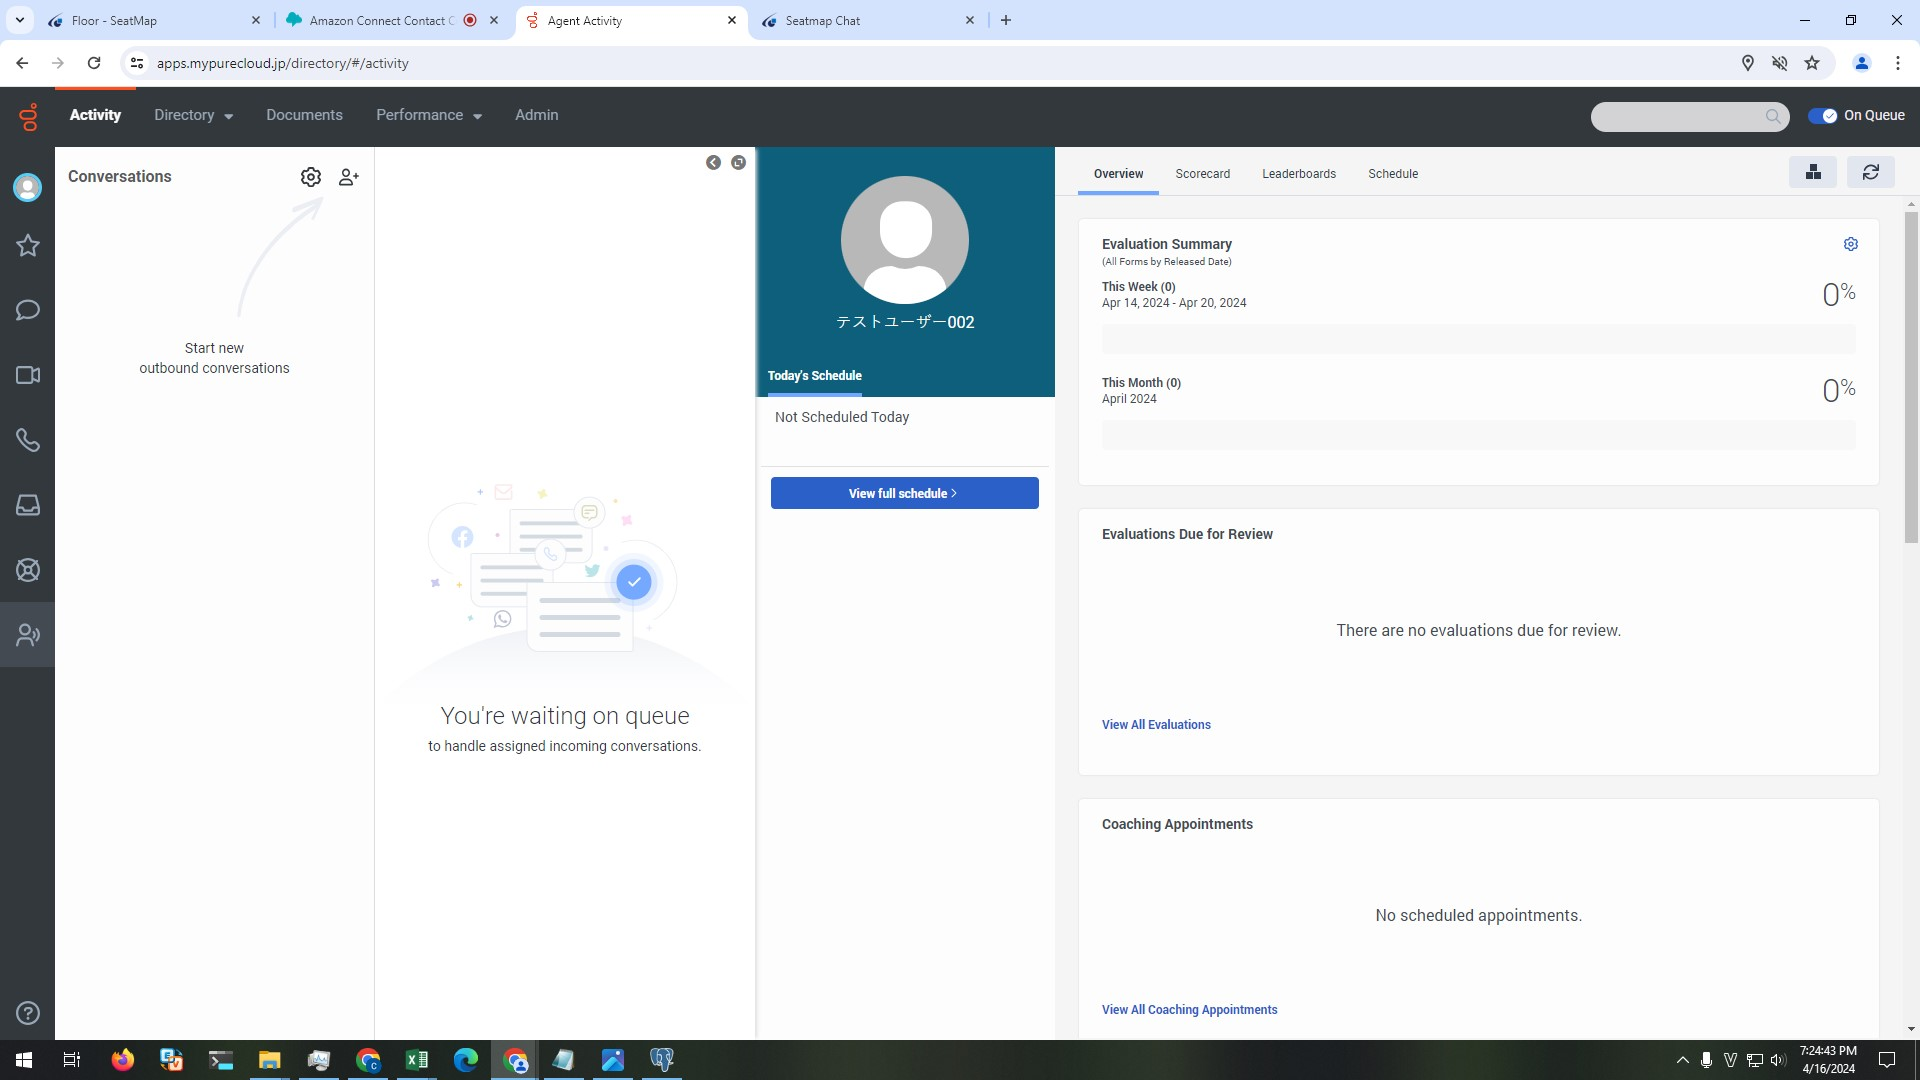 Floor - SeatMap
Amazon Connect Contact C
Agent Activity
Seatmap Chat
apps.mypurecloud.jp/directory/#/activity
Activity
Directory
Documents
Performance
Admin
On Queue
Conversations
Start new
outbound conversations
You're waiting on queue
to handle assigned incoming conversations.
テストユーザー002
Today's Schedule
Not Scheduled Today
View full schedule
Overview
Scorecard
Leaderboards
Schedule
Evaluation Summary
(All Forms by Released Date)
This Week (0)
Apr 14, 2024 - Apr 20, 2024
0%
This Month (0)
April 2024
0%
Evaluations Due for Review
There are no evaluations due for review.
View All Evaluations
Coaching Appointments
No scheduled appointments.
View All Coaching Appointments
7:24:43 PM
4/16/2024